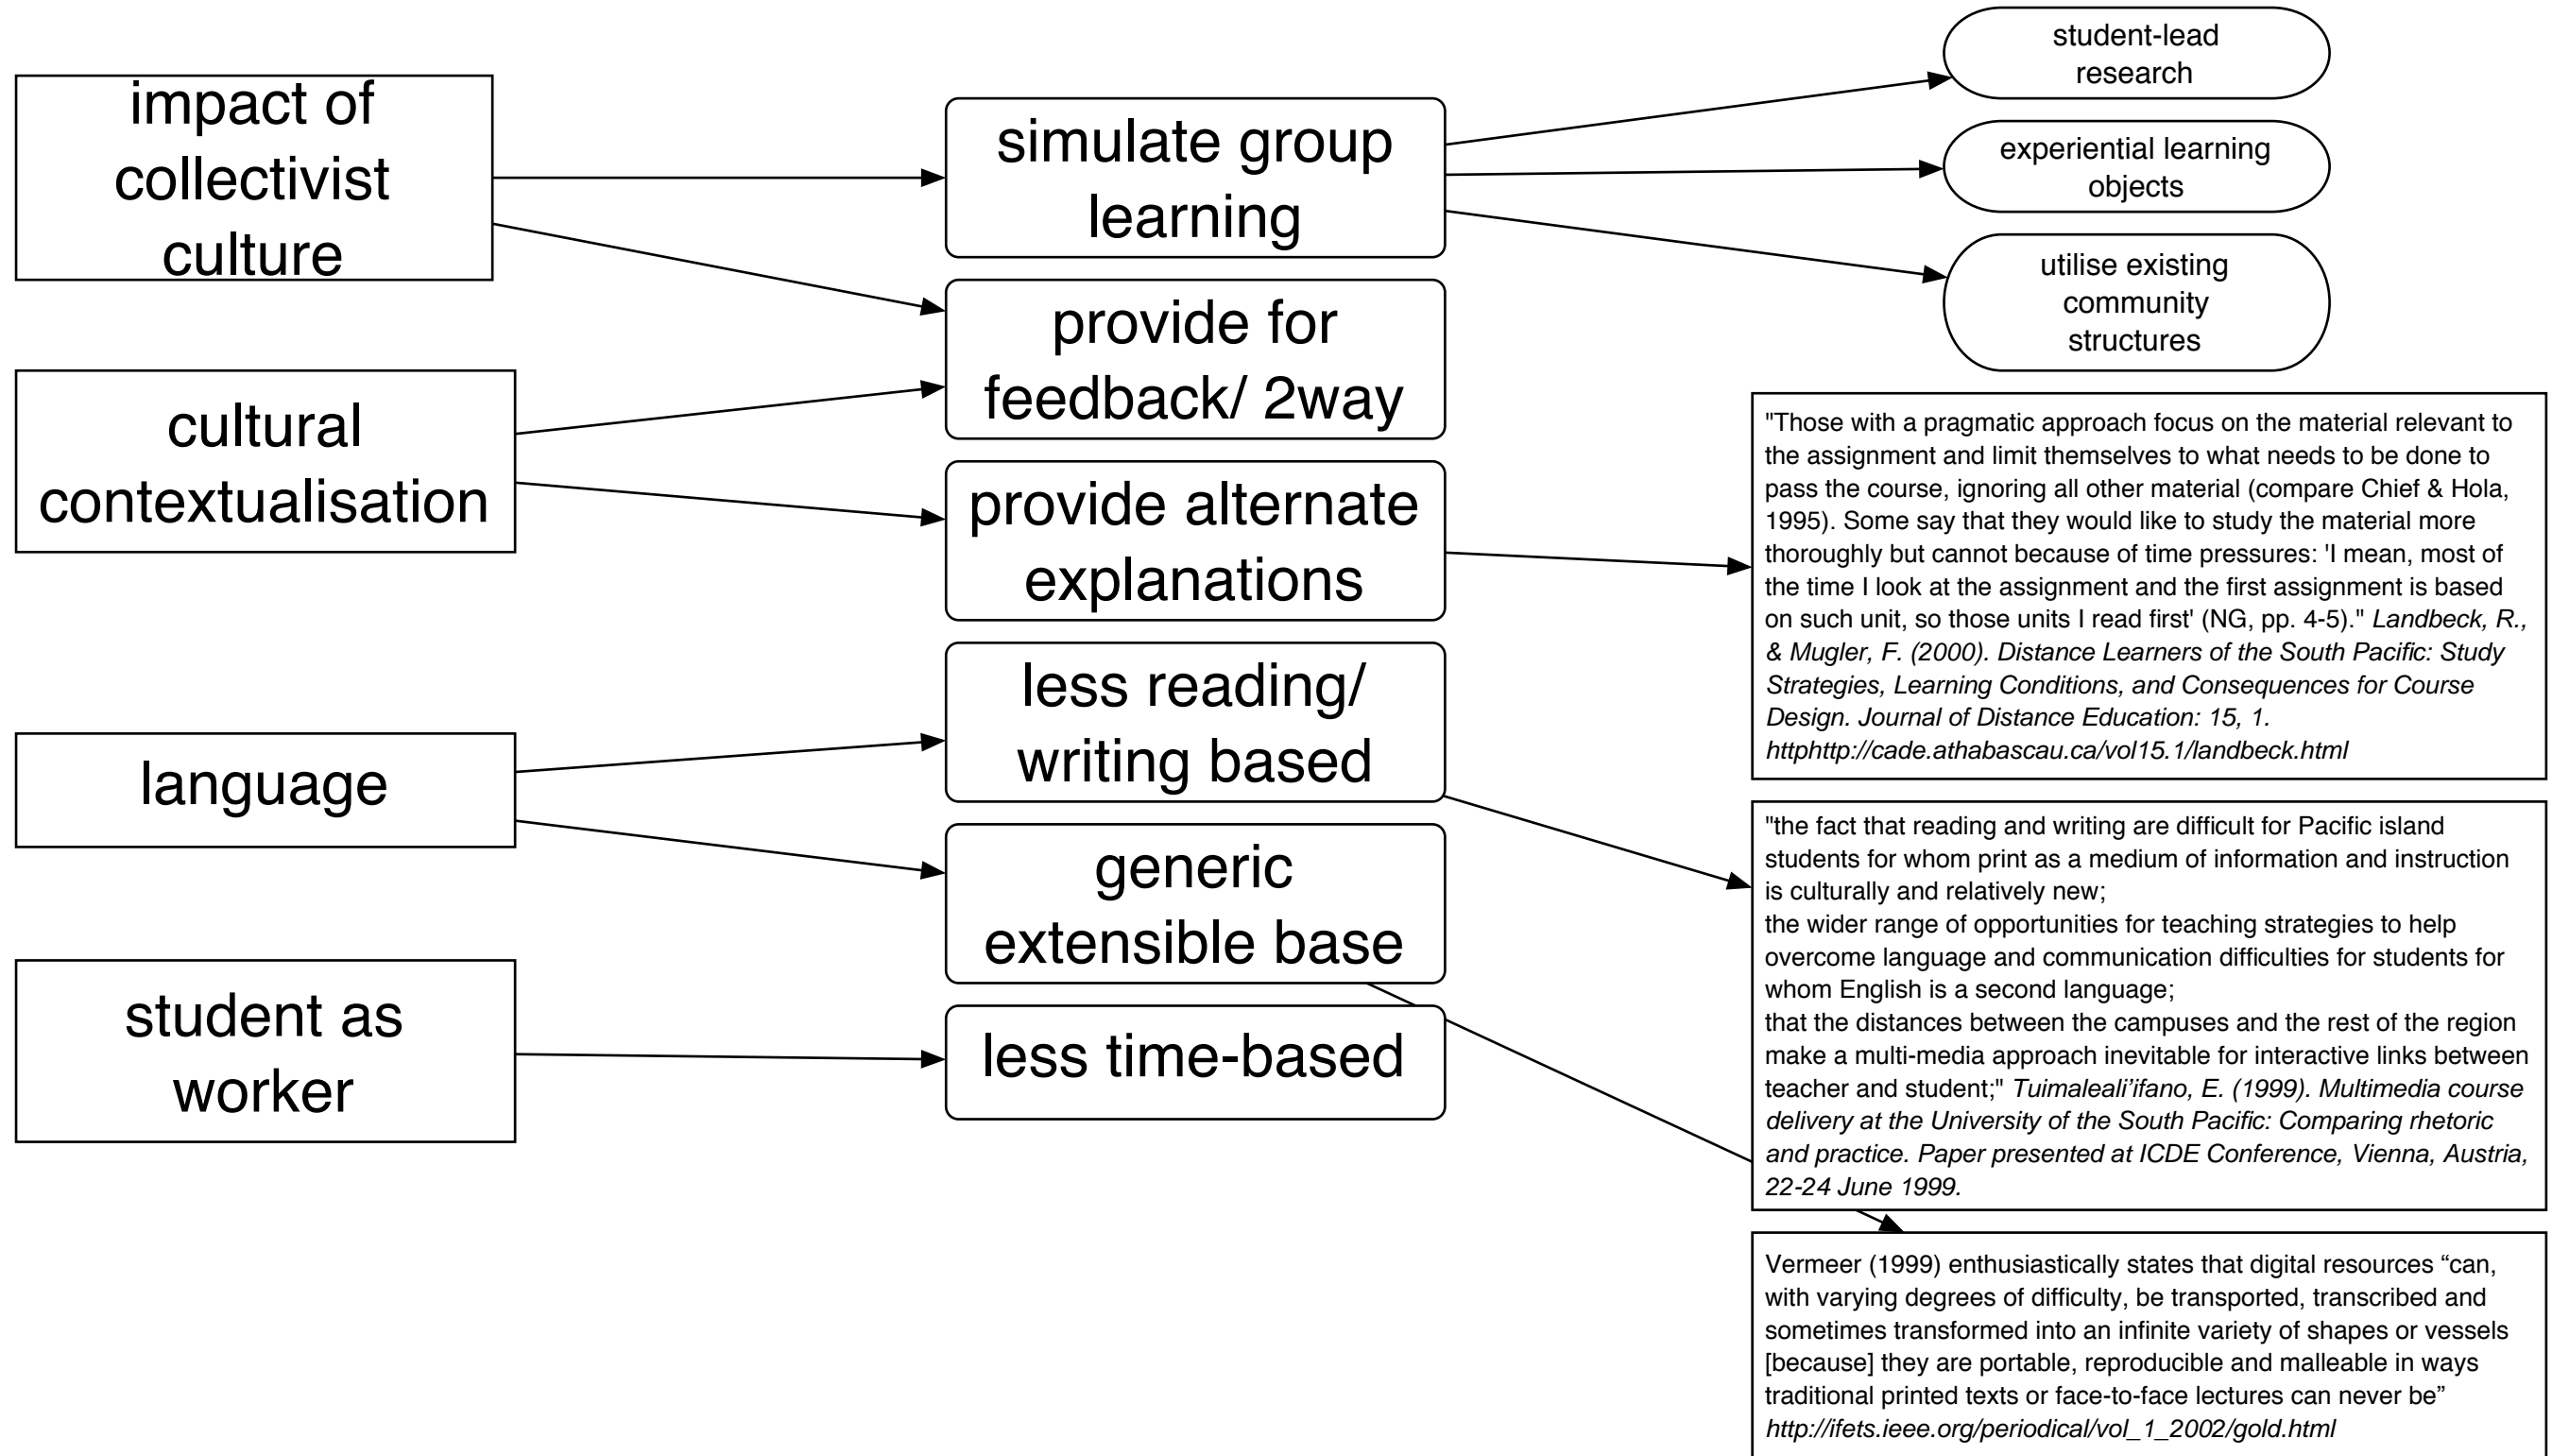 impact of
collectivist
culture
cultural
contextualisation
language
student as
worker
simulate group
learning
provide for
feedback/ 2way
provide alternate
explanations
less reading/
writing based
generic
extensible base
less time-based
student-lead
research
experiential learning
objects
utilise existing
community
structures
"Those with a pragmatic approach focus on the material relevant to
the assignment and limit themselves to what needs to be done to
pass the course, ignoring all other material (compare Chief & Hola,
1995). Some say that they would like to study the material more
thoroughly but cannot because of time pressures: 'I mean, most of
the time I look at the assignment and the first assignment is based
on such unit, so those units I read first' (NG, pp. 4-5)." Landbeck, R.,
& Mugler, F. (2000). Distance Learners of the South Pacific: Study
Strategies, Learning Conditions, and Consequences for Course
Design. Journal of Distance Education: 15, 1.
httphttp://cade.athabascau.ca/vol15.1/landbeck.html
"the fact that reading and writing are difficult for Pacific island
students for whom print as a medium of information and instruction
is culturally and relatively new;
the wider range of opportunities for teaching strategies to help
overcome language and communication difficulties for students for
whom English is a second language;
that the distances between the campuses and the rest of the region
make a multi-media approach inevitable for interactive links between
teacher and student;" Tuimaleali'ifano, E. (1999). Multimedia course
delivery at the University of the South Pacific: Comparing rhetoric
and practice. Paper presented at ICDE Conference, Vienna, Austria,
22-24 June 1999.
Vermeer (1999) enthusiastically states that digital resources “can,
with varying degrees of difficulty, be transported, transcribed and
sometimes transformed into an infinite variety of shapes or vessels
[because] they are portable, reproducible and malleable in ways
traditional printed texts or face-to-face lectures can never be”
http://ifets.ieee.org/periodical/vol_1_2002/gold.html